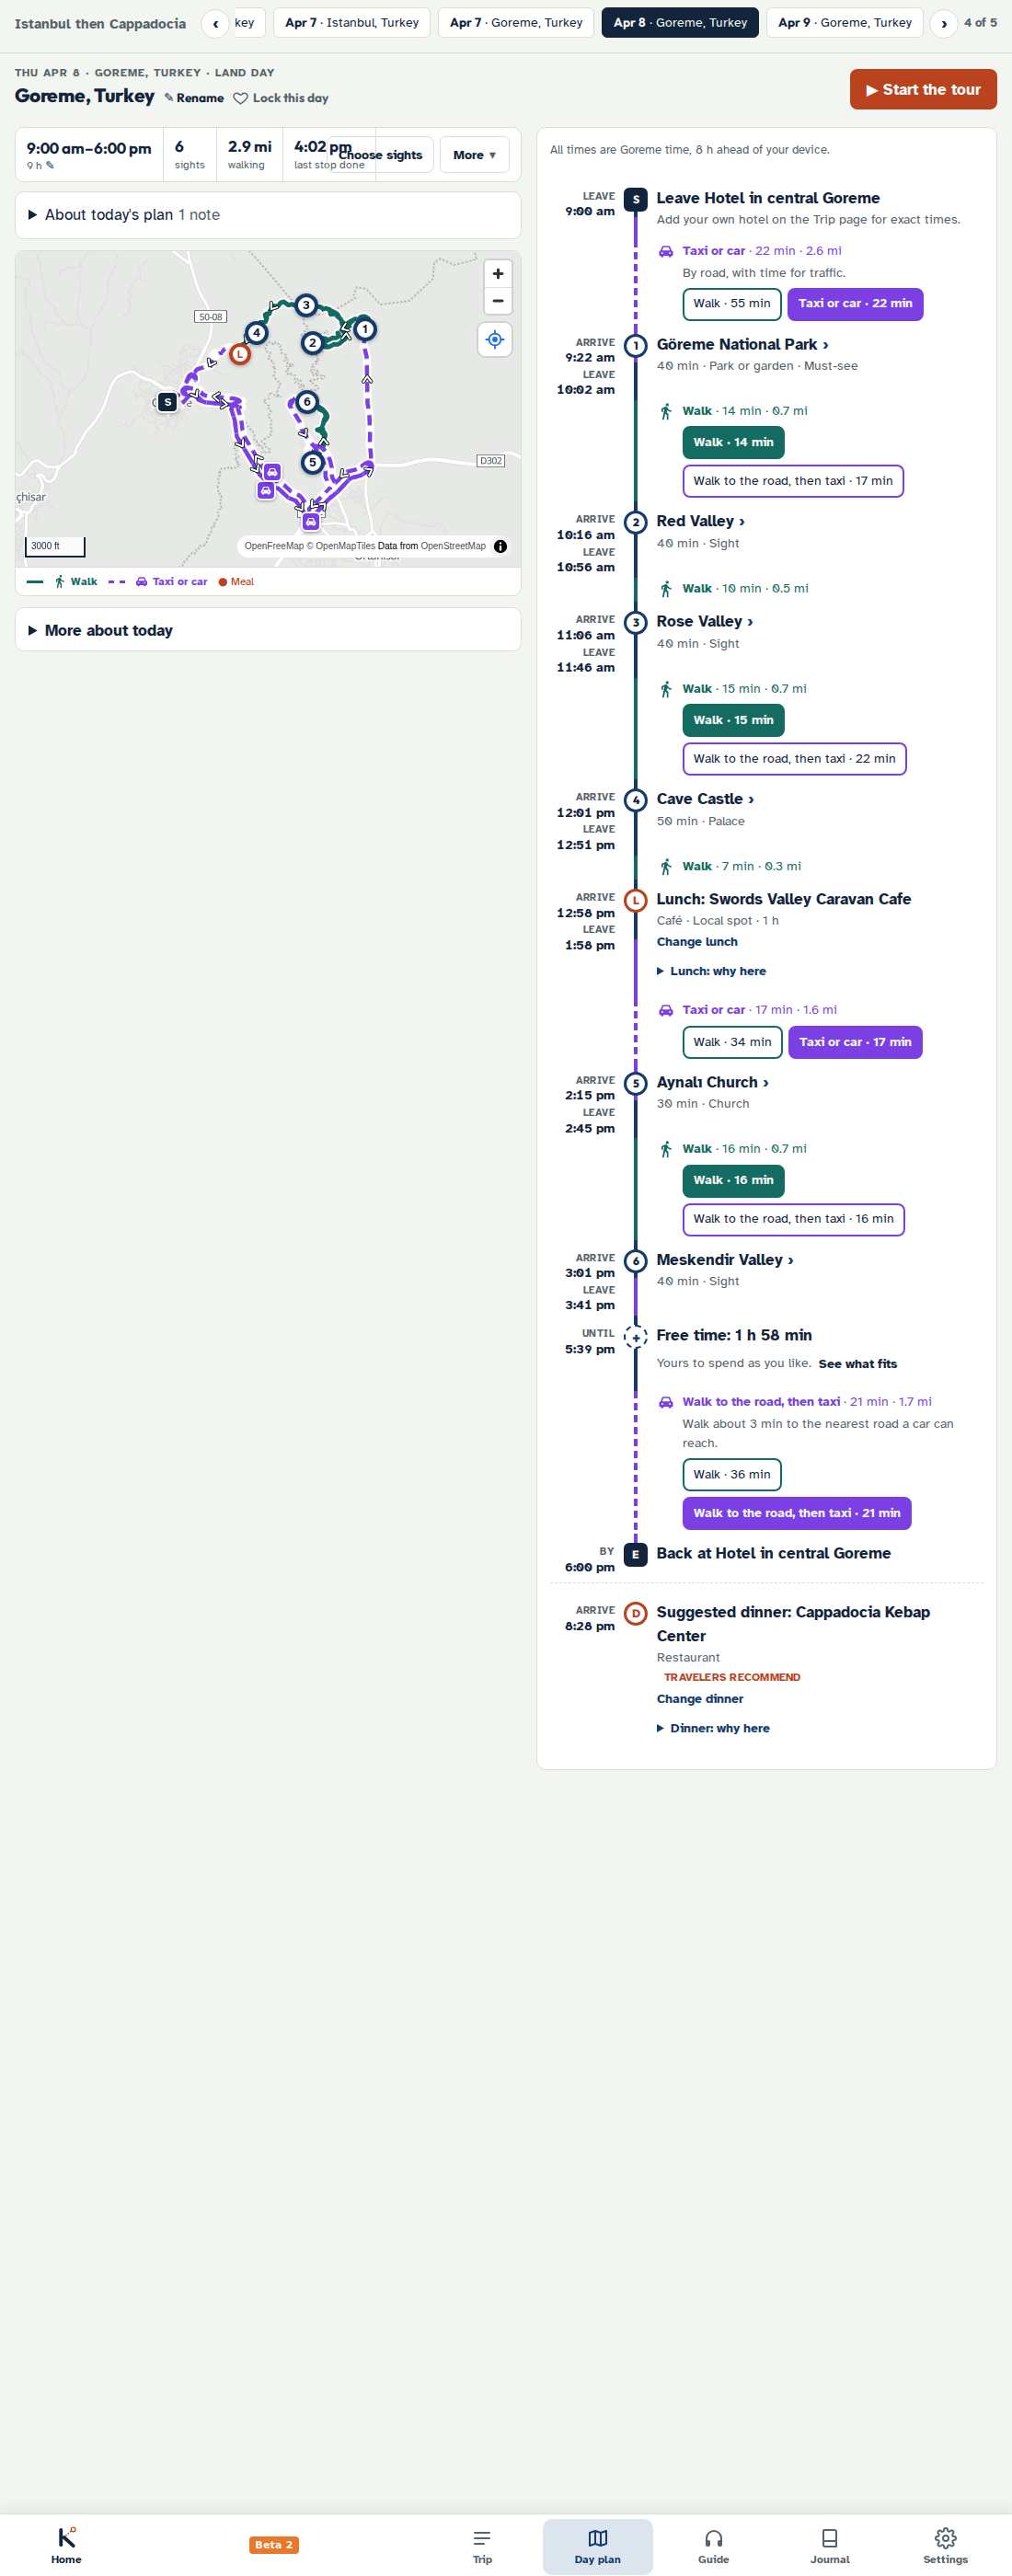 Istanbul then Cappadocia
‹
key
Apr 7 · Istanbul, Turkey
Apr 7 · Goreme, Turkey
Apr 8 · Goreme, Turkey
Apr 9 · Goreme, Turkey
›
4 of 5
THU APR 8 · GOREME, TURKEY · LAND DAY
Goreme, Turkey ✎ Rename Lock this day
▶ Start the tour
9:00 am–6:00 pm
9 h ✎
6
sights
2.9 mi
walking
4:02 pm
last stop done
Choose sights
More ▼
▶ About today's plan 1 note
50-08
D302
çhisar
3
4
1
2
L
S
6
5
+
−
3000 ft
OpenFreeMap © OpenMapTiles Data from OpenStreetMap
Walk
Taxi or car
Meal
▶ More about today
All times are Goreme time, 8 h ahead of your device.
LEAVE
9:00 am
S
Leave Hotel in central Goreme
Add your own hotel on the Trip page for exact times.
Taxi or car · 22 min · 2.6 mi
By road, with time for traffic.
Walk · 55 min
Taxi or car · 22 min
ARRIVE
9:22 am
LEAVE
10:02 am
1
Göreme National Park ›
40 min · Park or garden · Must-see
Walk · 14 min · 0.7 mi
Walk · 14 min
Walk to the road, then taxi · 17 min
ARRIVE
10:16 am
LEAVE
10:56 am
2
Red Valley ›
40 min · Sight
Walk · 10 min · 0.5 mi
ARRIVE
11:06 am
LEAVE
11:46 am
3
Rose Valley ›
40 min · Sight
Walk · 15 min · 0.7 mi
Walk · 15 min
Walk to the road, then taxi · 22 min
ARRIVE
12:01 pm
LEAVE
12:51 pm
4
Cave Castle ›
50 min · Palace
Walk · 7 min · 0.3 mi
ARRIVE
12:58 pm
LEAVE
1:58 pm
L
Lunch: Swords Valley Caravan Cafe
Café · Local spot · 1 h
Change lunch
▶ Lunch: why here
Taxi or car · 17 min · 1.6 mi
Walk · 34 min
Taxi or car · 17 min
ARRIVE
2:15 pm
LEAVE
2:45 pm
5
Aynalı Church ›
30 min · Church
Walk · 16 min · 0.7 mi
Walk · 16 min
Walk to the road, then taxi · 16 min
ARRIVE
3:01 pm
LEAVE
3:41 pm
6
Meskendir Valley ›
40 min · Sight
UNTIL
5:39 pm
+
Free time: 1 h 58 min
Yours to spend as you like. See what fits
Walk to the road, then taxi · 21 min · 1.7 mi
Walk about 3 min to the nearest road a car can
reach.
Walk · 36 min
Walk to the road, then taxi · 21 min
BY
6:00 pm
E
Back at Hotel in central Goreme
ARRIVE
8:28 pm
D
Suggested dinner: Cappadocia Kebap
Center
Restaurant
TRAVELERS RECOMMEND
Change dinner
▶ Dinner: why here
Home
Beta 2
Trip
Day plan
Guide
Journal
Settings